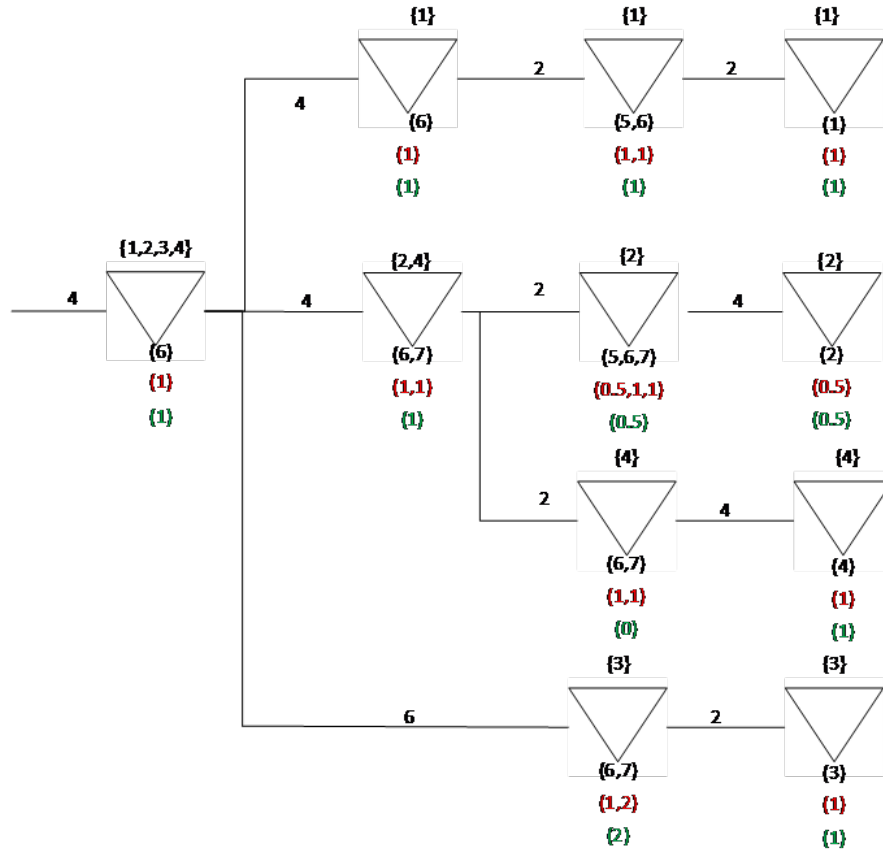 {1} {1} {1}
4 2 2
{6} {5,6} {1}
{1} {1,1} {1}
{1} {1} {1}
{1,2,3,4} {2,4} {2} {2}
4 4 2 4
{6} {6,7} {5,6,7} {2}
{1} {1,1} {0.5,1,1} {0.5}
{1} {1} {0.5} {0.5}
{4} {4}
2 4
{6,7} {4}
{1,1} {1}
{0} {1}
{3} {3}
6 2
{6,7} {3}
{1,2} {1}
{2} {1}